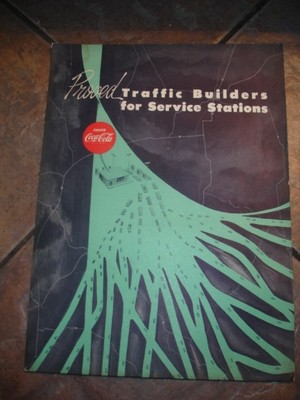 Proved Traffic Builders
for Service Stations
DRINK
Coca-Cola